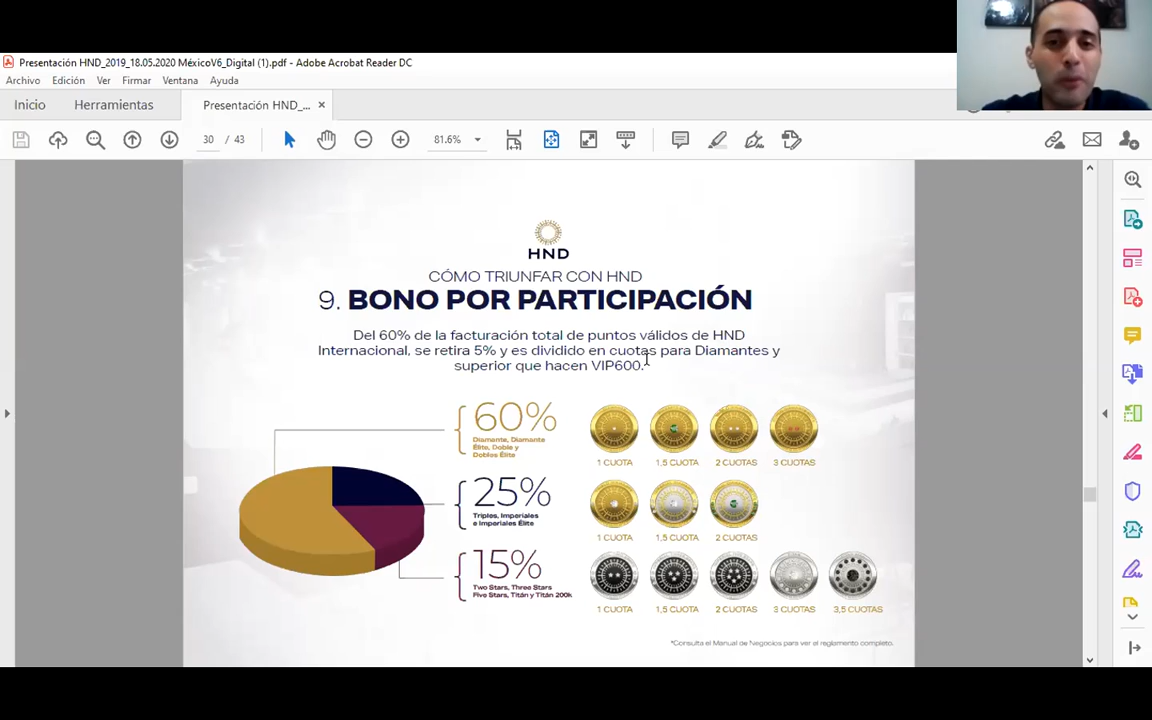 Presentación HND_2019_18.05.2020 MéxicoV6_Digital (1).pdf - Adobe Acrobat Reader DC
Archivo Edición Ver Firmar Ventana Ayuda
Inicio Herramientas Presentación HND_... ×
30 / 43 81.6%
HND
CÓMO TRIUNFAR CON HND
9. BONO POR PARTICIPACIÓN
Del 60% de la facturación total de puntos válidos de HND
Internacional, se retira 5% y es dividido en cuotas para Diamantes y
superior que hacen VIP600.
60%
Diamante, Diamante
Élite, Doble y
Dobles Élite
1 CUOTA 1,5 CUOTA 2 CUOTAS 3 CUOTAS
25%
Triples, Imperiales
e Imperiales Élite
1 CUOTA 1,5 CUOTA 2 CUOTAS
15%
Two Stars, Three Stars
Five Stars, Titán y Titán 200k
1 CUOTA 1,5 CUOTA 2 CUOTAS 3 CUOTAS 3,5 CUOTAS
*Consulta el Manual de Negocios para ver el reglamento completo.